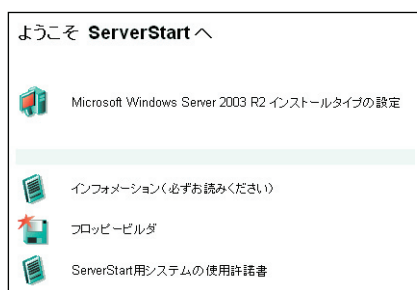 ようこそ ServerStart へ
Microsoft Windows Server 2003 R2 インストールタイプの設定
インフォメーション（必ずお読みください）
フロッピービルダ
ServerStart用システムの使用許諾書